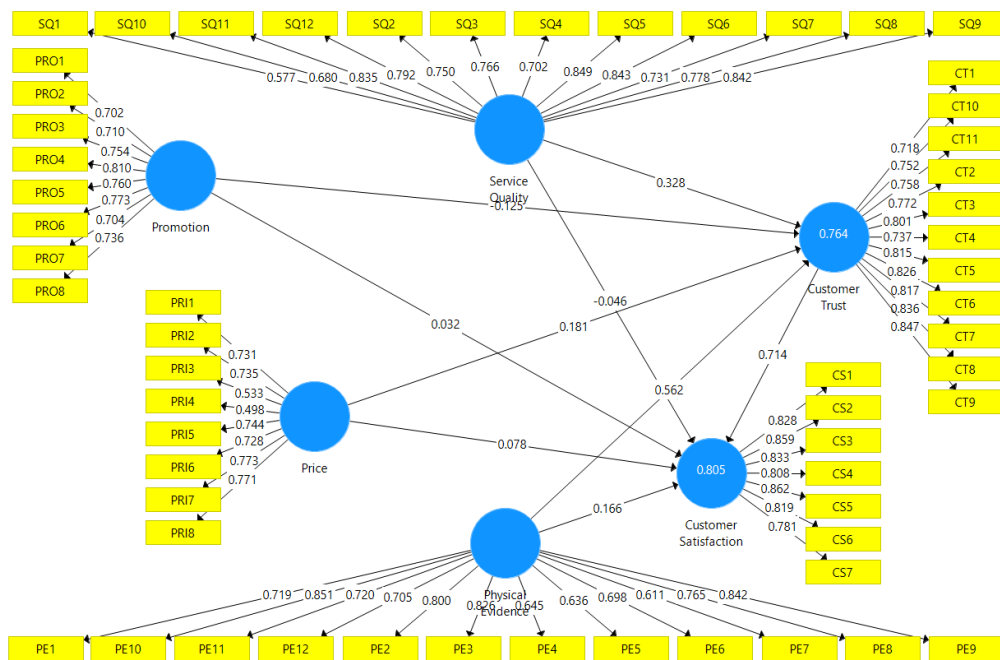 SQ1 SQ10 SQ11 SQ12 SQ2 SQ3 SQ4 SQ5 SQ6 SQ7 SQ8 SQ9
0.577 0.680 0.835 0.792 0.750 0.766 0.702 0.849 0.843 0.731 0.778 0.842
Service
Quality
PRO1
PRO2
PRO3
PRO4
PRO5
PRO6
PRO7
PRO8
0.702
0.710
0.754
0.810
0.760
0.773
0.704
0.736
Promotion
0.328
-0.125
-0.046
0.032
0.181
0.562
0.714
0.078
0.166
0.764
Customer
Trust
0.718
0.752
0.758
0.772
0.801
0.737
0.815
0.826
0.817
0.836
0.847
CT1
CT10
CT11
CT2
CT3
CT4
CT5
CT6
CT7
CT8
CT9
PRI1
PRI2
PRI3
PRI4
PRI5
PRI6
PRI7
PRI8
0.731
0.735
0.533
0.498
0.744
0.728
0.773
0.771
Price
0.805
Customer
Satisfaction
0.828
0.859
0.833
0.808
0.862
0.819
0.781
CS1
CS2
CS3
CS4
CS5
CS6
CS7
Physical
Evidence
0.719 0.851 0.720 0.705 0.800 0.826 0.645 0.636 0.698 0.611 0.765 0.842
PE1 PE10 PE11 PE12 PE2 PE3 PE4 PE5 PE6 PE7 PE8 PE9